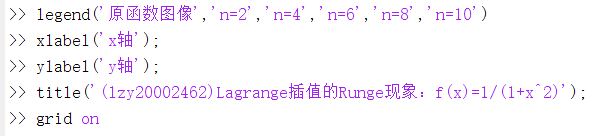 >> legend('原函数图像','n=2','n=4','n=6','n=8','n=10')
>> xlabel('x轴');
>> ylabel('y轴');
>> title('(lzy20002462)Lagrange插值的Runge现象：f(x)=1/(1+x^2)');
>> grid on